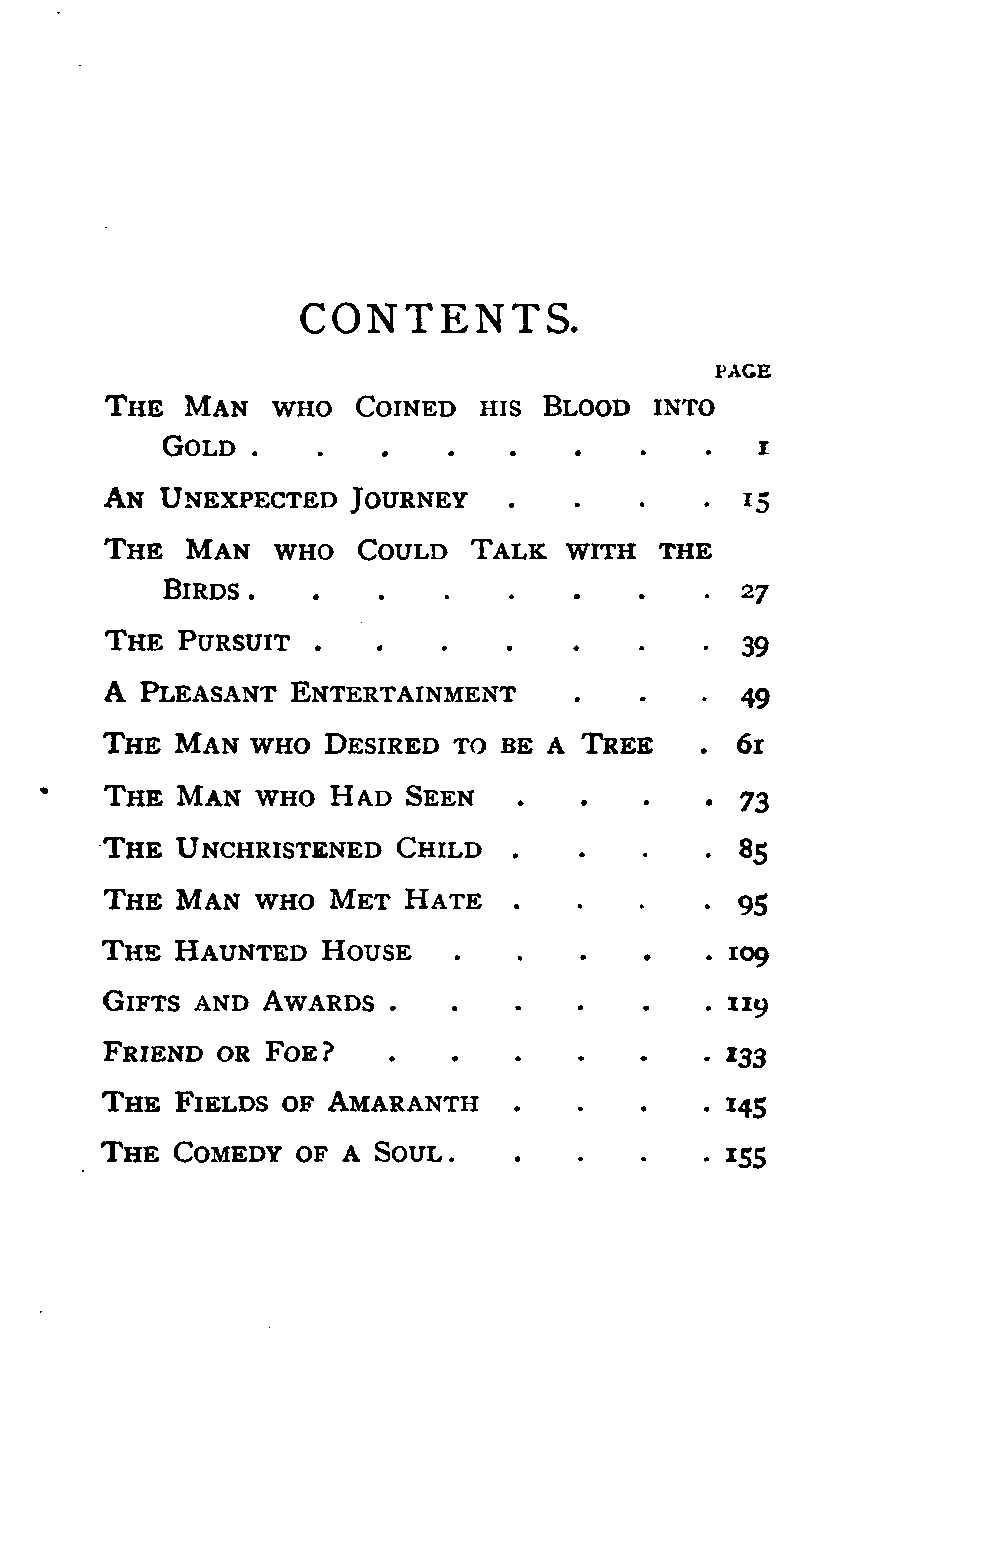 CONTENTS.
PAGE
THE MAN WHO COINED HIS BLOOD INTO
GOLD . . . . . . . . 1
AN UNEXPECTED JOURNEY . . . . 15
THE MAN WHO COULD TALK WITH THE
BIRDS . . . . . . . . 27
THE PURSUIT . . . . . . . 39
A PLEASANT ENTERTAINMENT . . . 49
THE MAN WHO DESIRED TO BE A TREE . 61
THE MAN WHO HAD SEEN . . . . 73
THE UNCHRISTENED CHILD . . . . 85
THE MAN WHO MET HATE . . . . 95
THE HAUNTED HOUSE . . . . . 109
GIFTS AND AWARDS . . . . . . 119
FRIEND OR FOE? . . . . . . 133
THE FIELDS OF AMARANTH . . . . 145
THE COMEDY OF A SOUL . . . . . 155